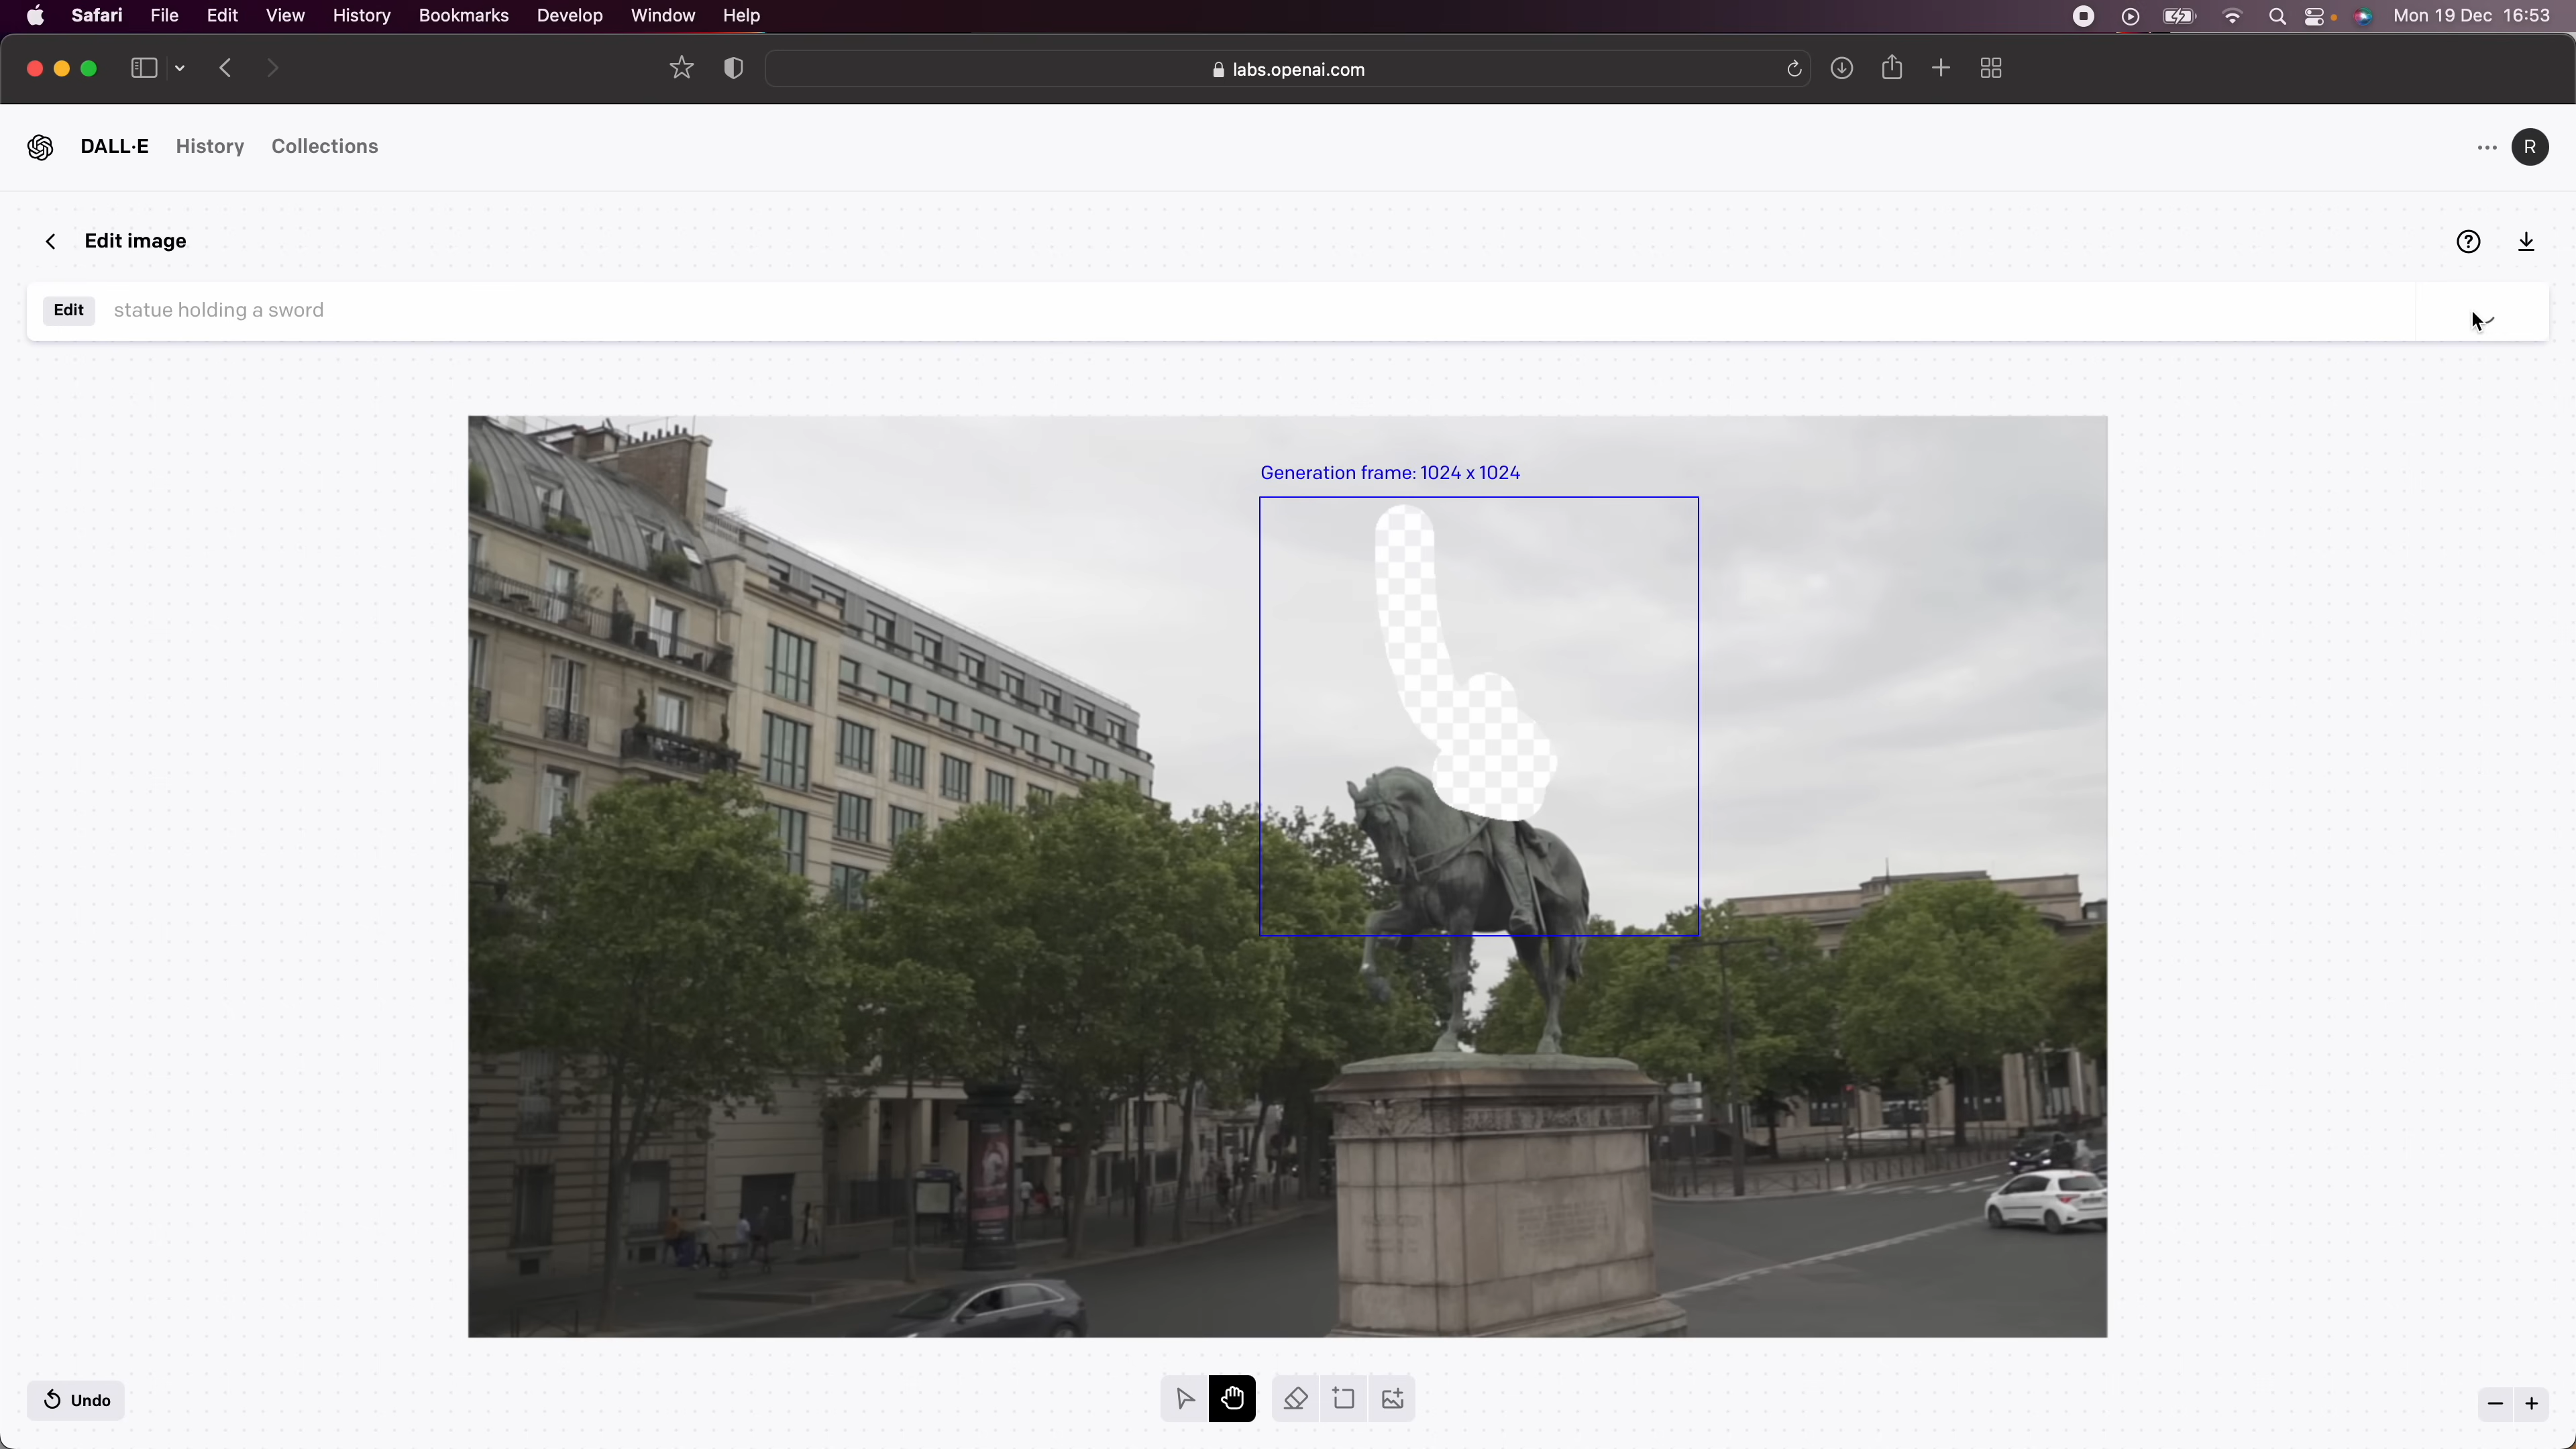 Safari File Edit View History Bookmarks Develop Window Help Mon 19 Dec 16:53
labs.openai.com
DALL·E History Collections R
Edit image
Edit statue holding a sword
Generation frame: 1024 x 1024
Undo